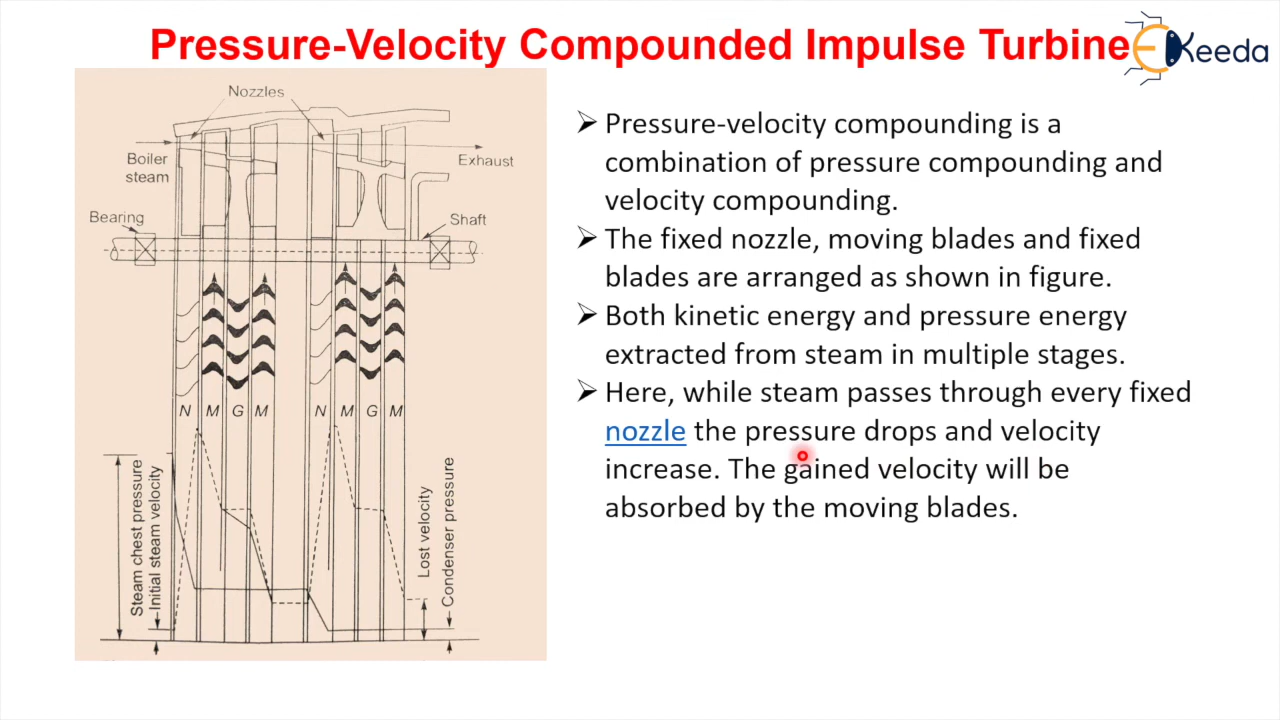 Pressure-Velocity Compounded Impulse Turbine
Keeda
Nozzles
Boiler
steam
Exhaust
Bearing
Shaft
N M G M N M G M
Steam chest pressure
Initial steam velocity
Lost velocity
Condenser pressure
➢ Pressure-velocity compounding is a
combination of pressure compounding and
velocity compounding.
➢ The fixed nozzle, moving blades and fixed
blades are arranged as shown in figure.
➢ Both kinetic energy and pressure energy
extracted from steam in multiple stages.
➢ Here, while steam passes through every fixed
nozzle the pressure drops and velocity
increase. The gained velocity will be
absorbed by the moving blades.